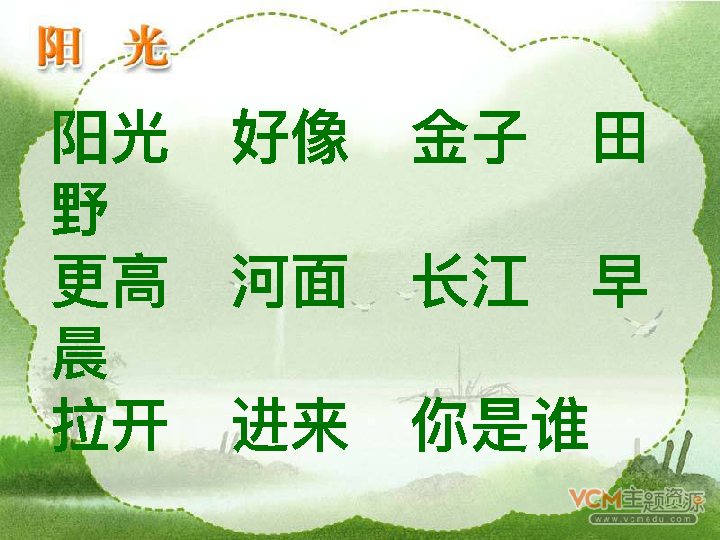 阳 光
阳光 好像 金子 田
野
更高 河面 长江 早
晨
拉开 进来 你是谁
VCM主题资源
www.vcmedu.com